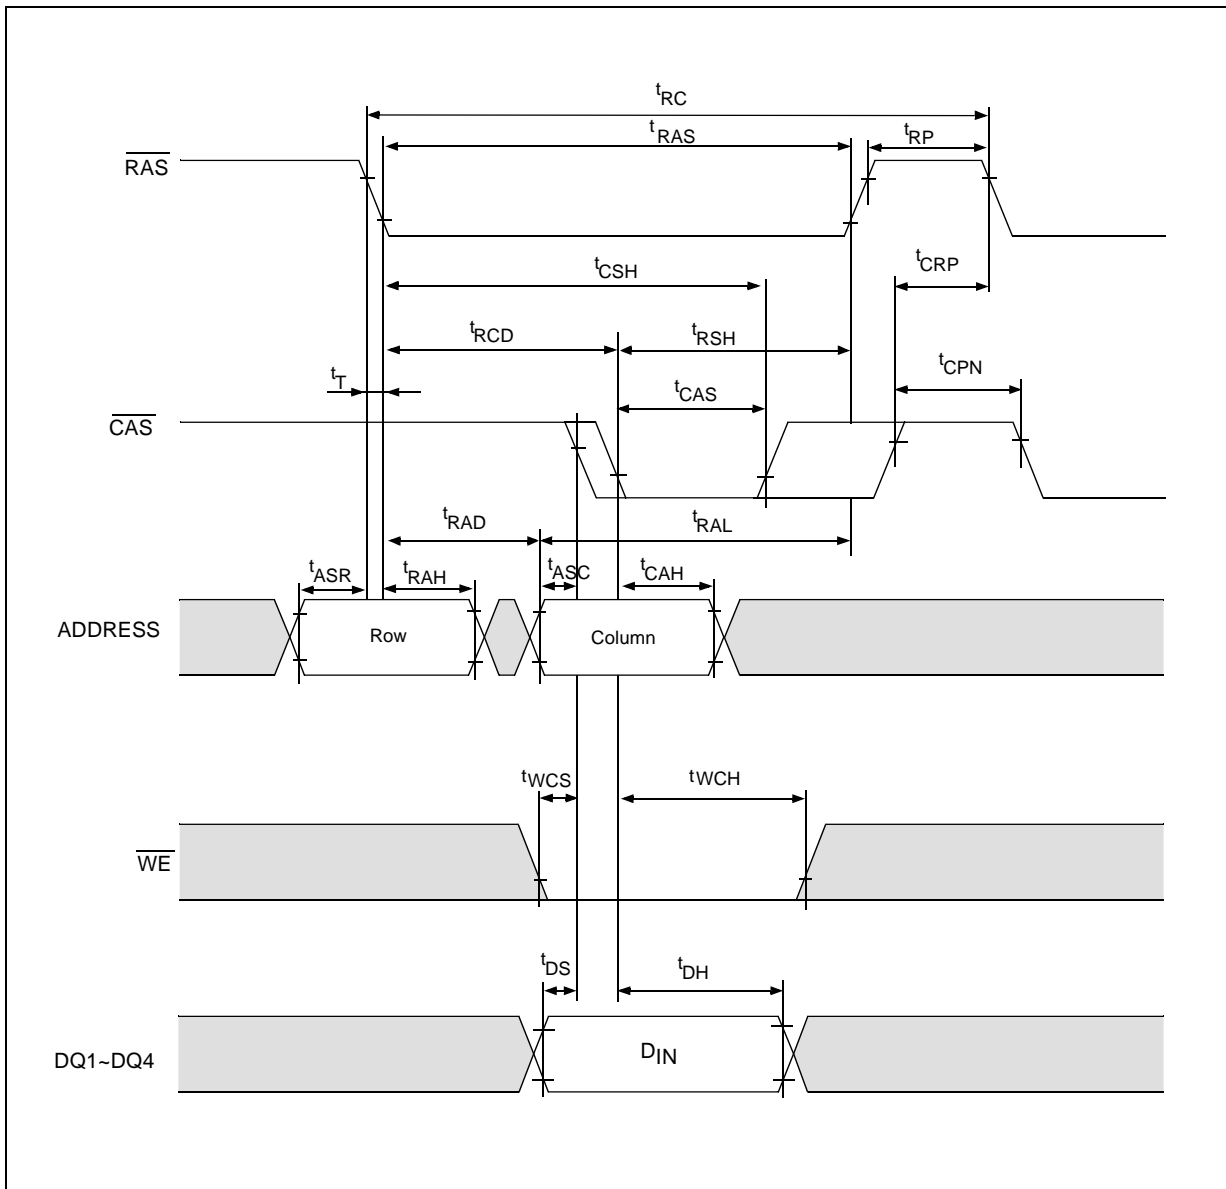 tRC
tRAS
tRP
RAS
tCSH
tCRP
tRCD
tRSH
tT
tCAS
tCPN
CAS
tRAD
tRAL
tASR
tRAH
tASC
tCAH
ADDRESS
Row
Column
tWCS
tWCH
WE
tDS
tDH
DQ1~DQ4
DIN